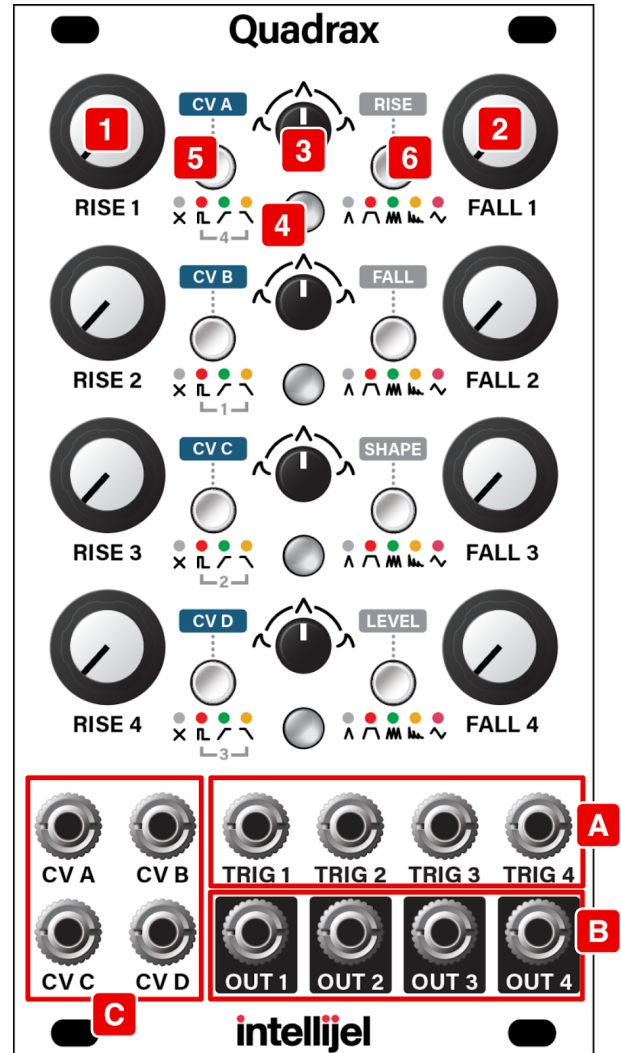 Quadrax
CV A RISE
1 5 3 6 2
RISE 1 4 FALL 1
4
CV B FALL
RISE 2 FALL 2
1
CV C SHAPE
RISE 3 FALL 3
2
CV D LEVEL
RISE 4 FALL 4
3
A
CV A CV B TRIG 1 TRIG 2 TRIG 3 TRIG 4
B
CV C CV D OUT 1 OUT 2 OUT 3 OUT 4
C
intellijel